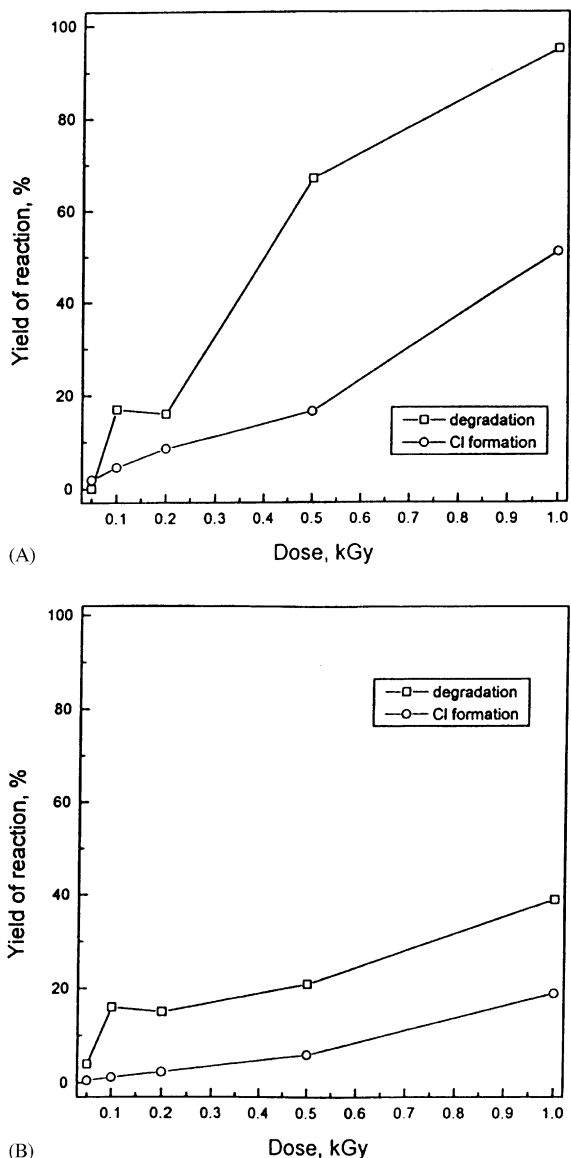 100
80
60
40
20
0
Yield of reaction, %
degradation
Cl formation
0.1 0.2 0.3 0.4 0.5 0.6 0.7 0.8 0.9 1.0
Dose, kGy
(A)
100
80
60
40
20
0
Yield of reaction, %
degradation
Cl formation
0.1 0.2 0.3 0.4 0.5 0.6 0.7 0.8 0.9 1.0
Dose, kGy
(B)